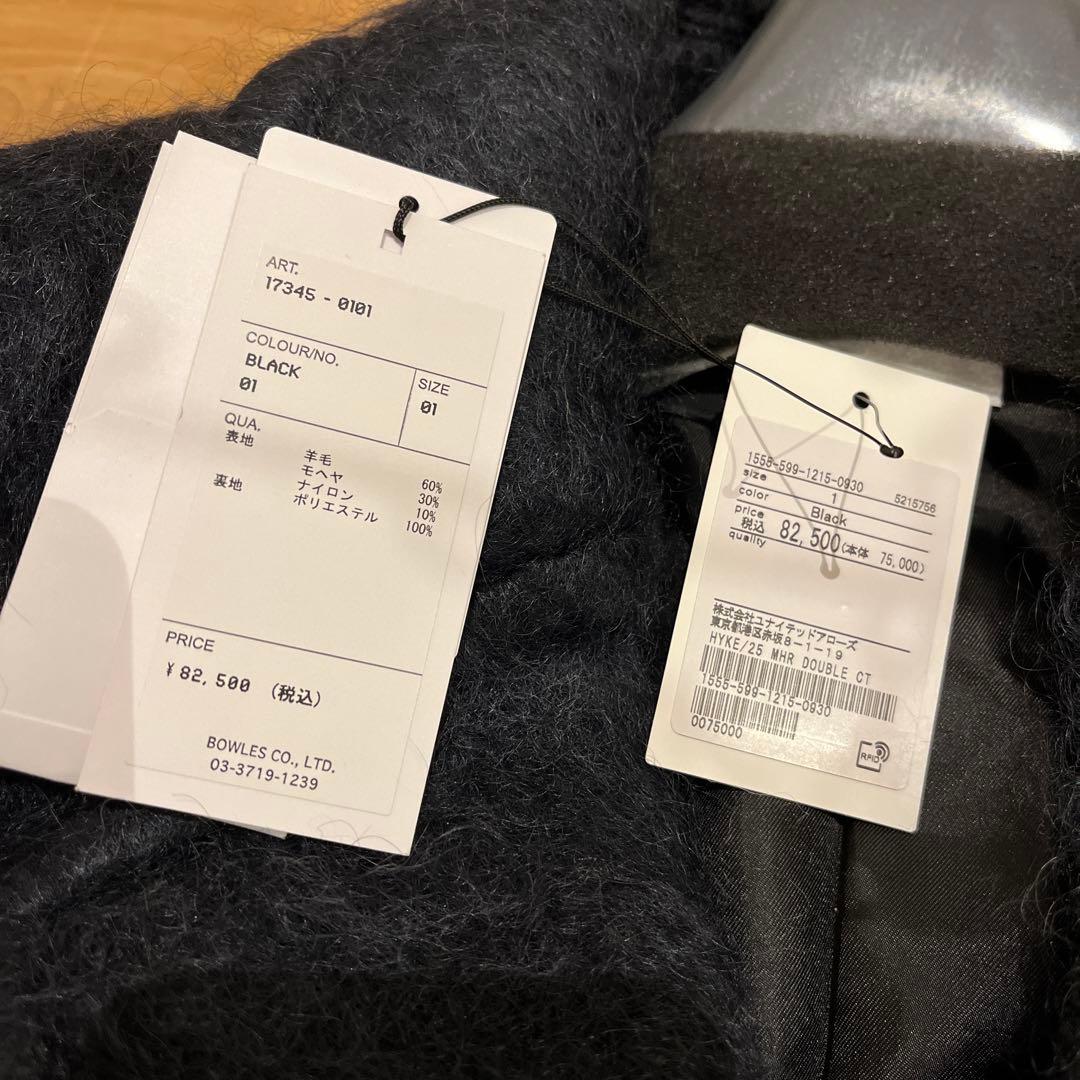 ART.
17345 - 0101
COLOUR/NO.
BLACK
01
SIZE
01
QUA.
表地
羊毛 60%
モヘヤ 30%
ナイロン 10%
裏地
ポリエステル 100%
PRICE
¥82,500 (税込)
BOWLES CO., LTD.
03-3719-1239
1555-599-1215-0930 5215756
size 1
color Black
price
税込 82,500(本体 75,000)
quality
株式会社ユナイテッドアローズ
東京都港区赤坂8-1-19
HYKE/25 MHR DOUBLE CT
1555-599-1215-0930
0075000
RFID